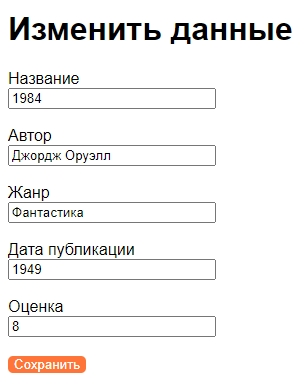 Изменить данные
Название
1984
Автор
Джордж Оруэлл
Жанр
Фантастика
Дата публикации
1949
Оценка
8
Сохранить